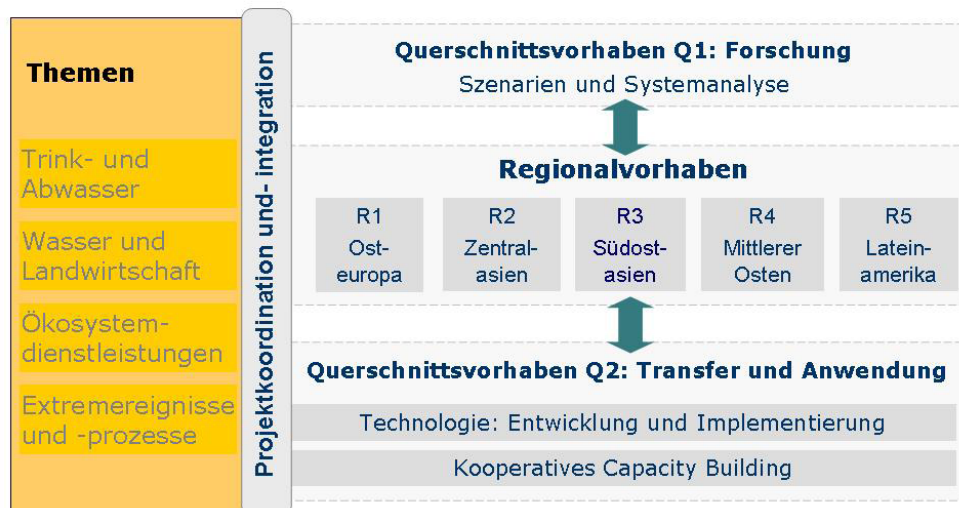 Themen
Trink- und
Abwasser
Wasser und
Landwirtschaft
Ökosystem-
dienstleistungen
Extremereignisse
und -prozesse
Projektkoordination und- integration
Querschnittsvorhaben Q1: Forschung
Szenarien und Systemanalyse
Regionalvorhaben
R1
Ost-
europa
R2
Zentral-
asien
R3
Südost-
asien
R4
Mittlerer
Osten
R5
Latein-
amerika
Querschnittsvorhaben Q2: Transfer und Anwendung
Technologie: Entwicklung und Implementierung
Kooperatives Capacity Building